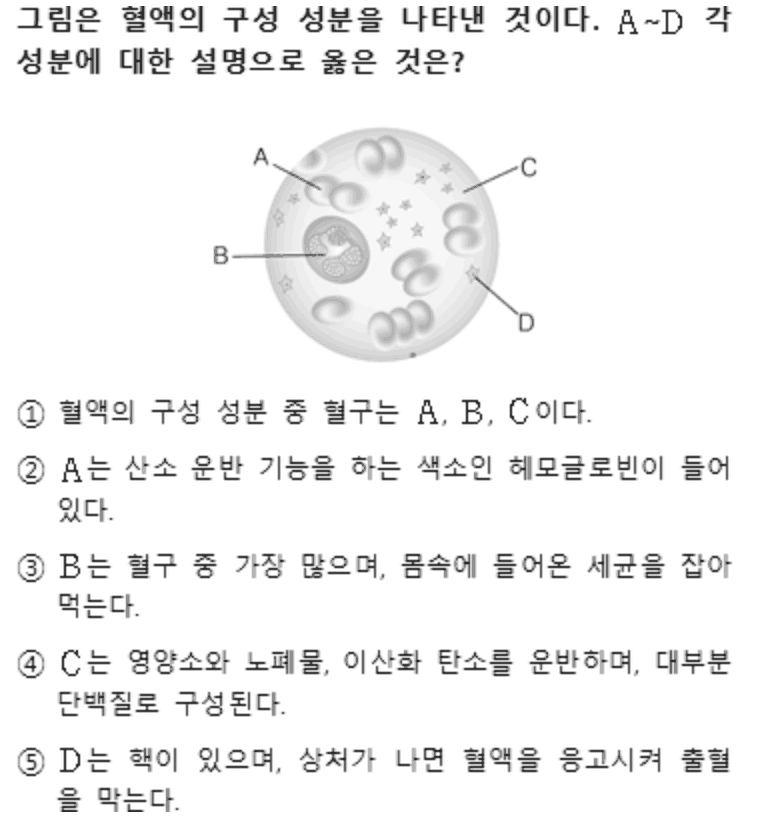 그림은 혈액의 구성 성분을 나타낸 것이다. A~D 각
성분에 대한 설명으로 옳은 것은?
A
C
B
D
① 혈액의 구성 성분 중 혈구는 A, B, C이다.
② A는 산소 운반 기능을 하는 색소인 헤모글로빈이 들어
있다.
③ B는 혈구 중 가장 많으며, 몸속에 들어온 세균을 잡아
먹는다.
④ C는 영양소와 노폐물, 이산화 탄소를 운반하며, 대부분
단백질로 구성된다.
⑤ D는 핵이 있으며, 상처가 나면 혈액을 응고시켜 출혈
을 막는다.